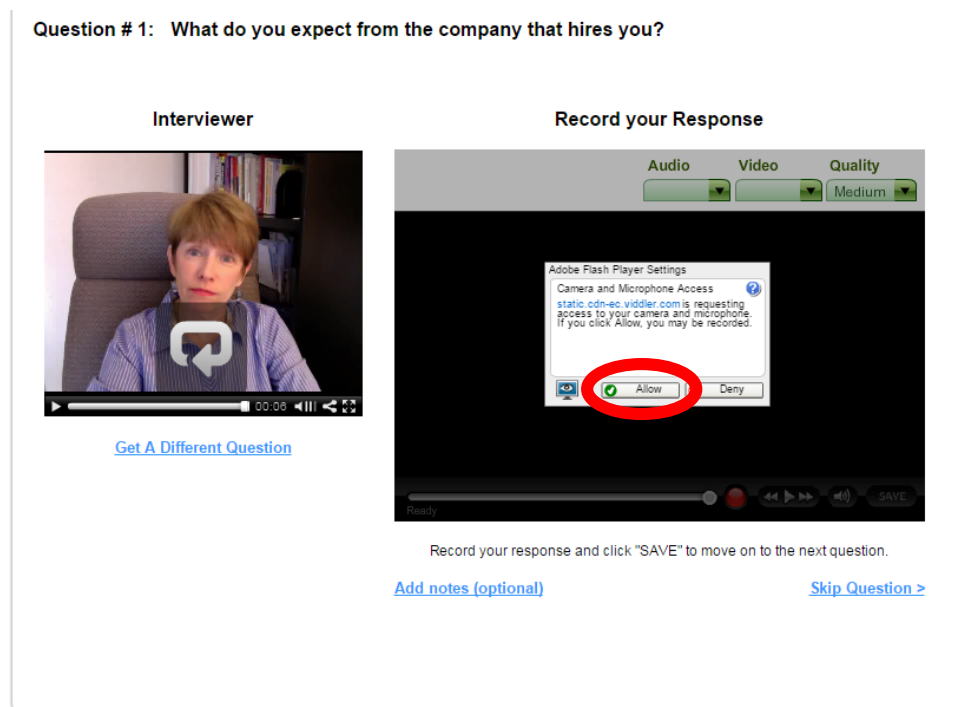 Question # 1: What do you expect from the company that hires you?
Interviewer
Record your Response
Audio Video Quality
Medium
Adobe Flash Player Settings
Camera and Microphone Access
static.cdn-ec.viddler.com is requesting
access to your camera and microphone.
If you click Allow, you may be recorded.
Allow Deny
00:06
Get A Different Question
SAVE
Ready
Record your response and click "SAVE" to move on to the next question.
Add notes (optional)
Skip Question >